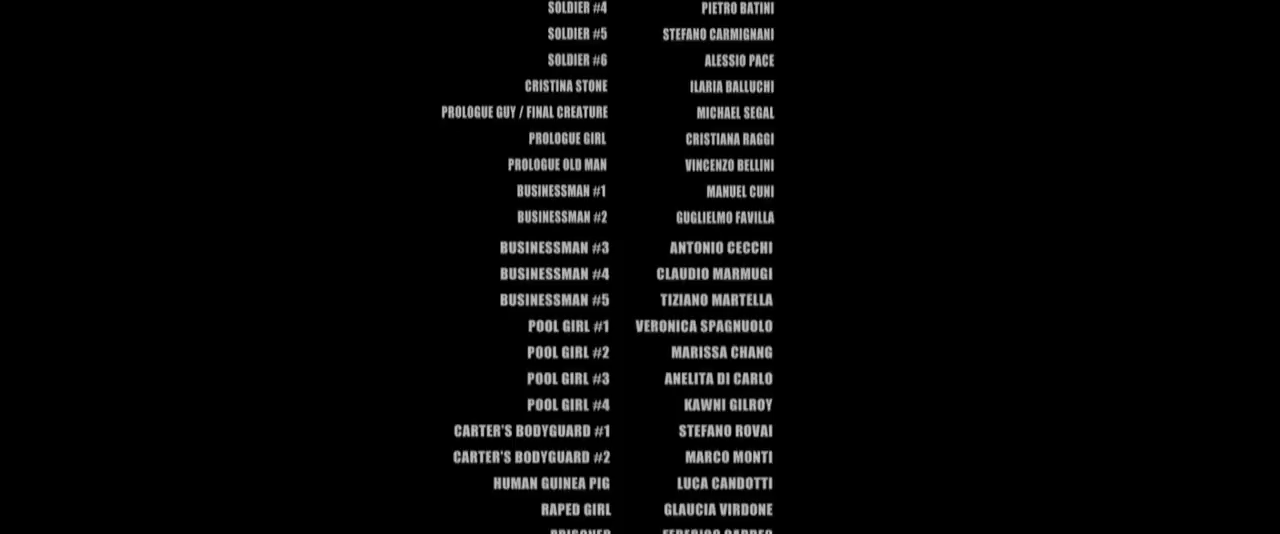 SOLDIER #4 PIETRO BATINI
SOLDIER #5 STEFANO CARMIGNANI
SOLDIER #6 ALESSIO PACE
CRISTINA STONE ILARIA BALLUCHI
PROLOGUE GUY / FINAL CREATURE MICHAEL SEGAL
PROLOGUE GIRL CRISTIANA RAGGI
PROLOGUE OLD MAN VINCENZO BELLINI
BUSINESSMAN #1 MANUEL CUNI
BUSINESSMAN #2 GUGLIELMO FAVILLA
BUSINESSMAN #3 ANTONIO CECCHI
BUSINESSMAN #4 CLAUDIO MARMUGI
BUSINESSMAN #5 TIZIANO MARTELLA
POOL GIRL #1 VERONICA SPAGNUOLO
POOL GIRL #2 MARISSA CHANG
POOL GIRL #3 ANELITA DI CARLO
POOL GIRL #4 KAWNI GILROY
CARTER'S BODYGUARD #1 STEFANO ROVAI
CARTER'S BODYGUARD #2 MARCO MONTI
HUMAN GUINEA PIG LUCA CANDOTTI
RAPED GIRL GLAUCIA VIRDONE